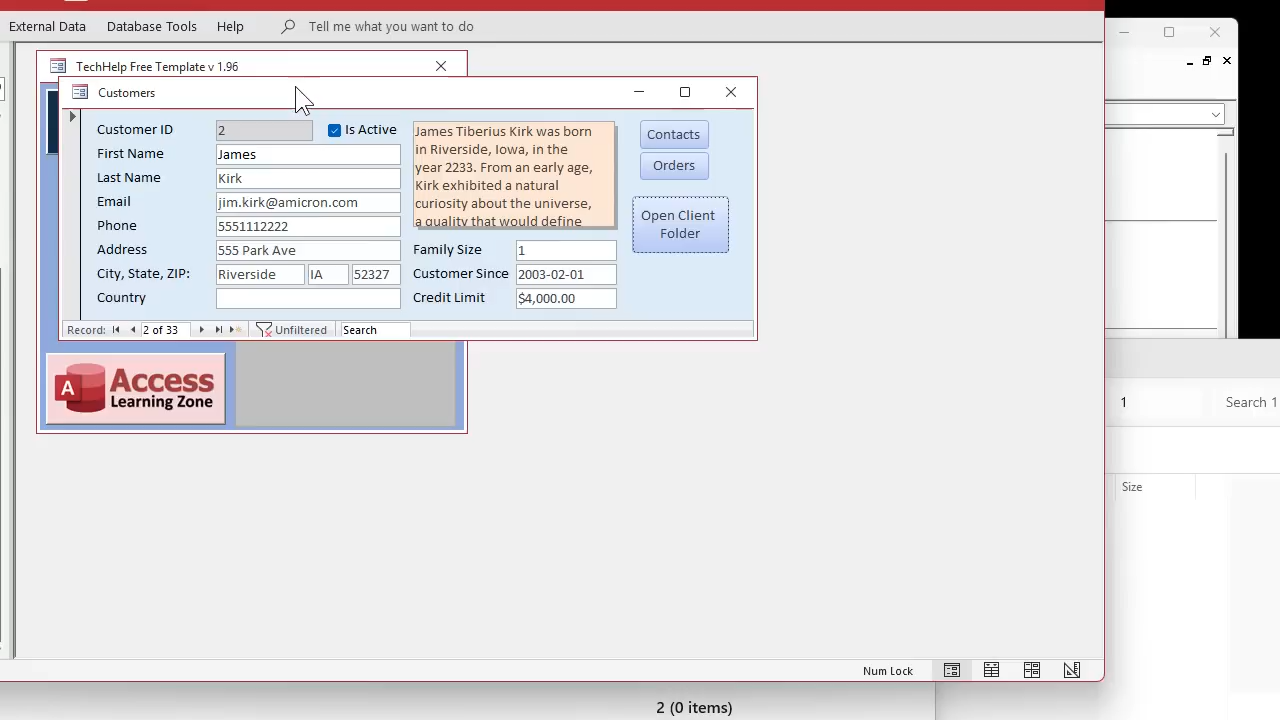 External Data Database Tools Help Tell me what you want to do
TechHelp Free Template v 1.96
Customers
Customer ID 2 Is Active
First Name James
Last Name Kirk
Email jim.kirk@amicron.com
Phone 5551112222
Address 555 Park Ave
City, State, ZIP: Riverside IA 52327
Country
James Tiberius Kirk was born
in Riverside, Iowa, in the
year 2233. From an early age,
Kirk exhibited a natural
curiosity about the universe,
a quality that would define
Family Size 1
Customer Since 2003-02-01
Credit Limit $4,000.00
Contacts
Orders
Open Client
Folder
Record: 2 of 33 Unfiltered Search
A Access
Learning Zone
1 Search 1
Size
Num Lock
2 (0 items)